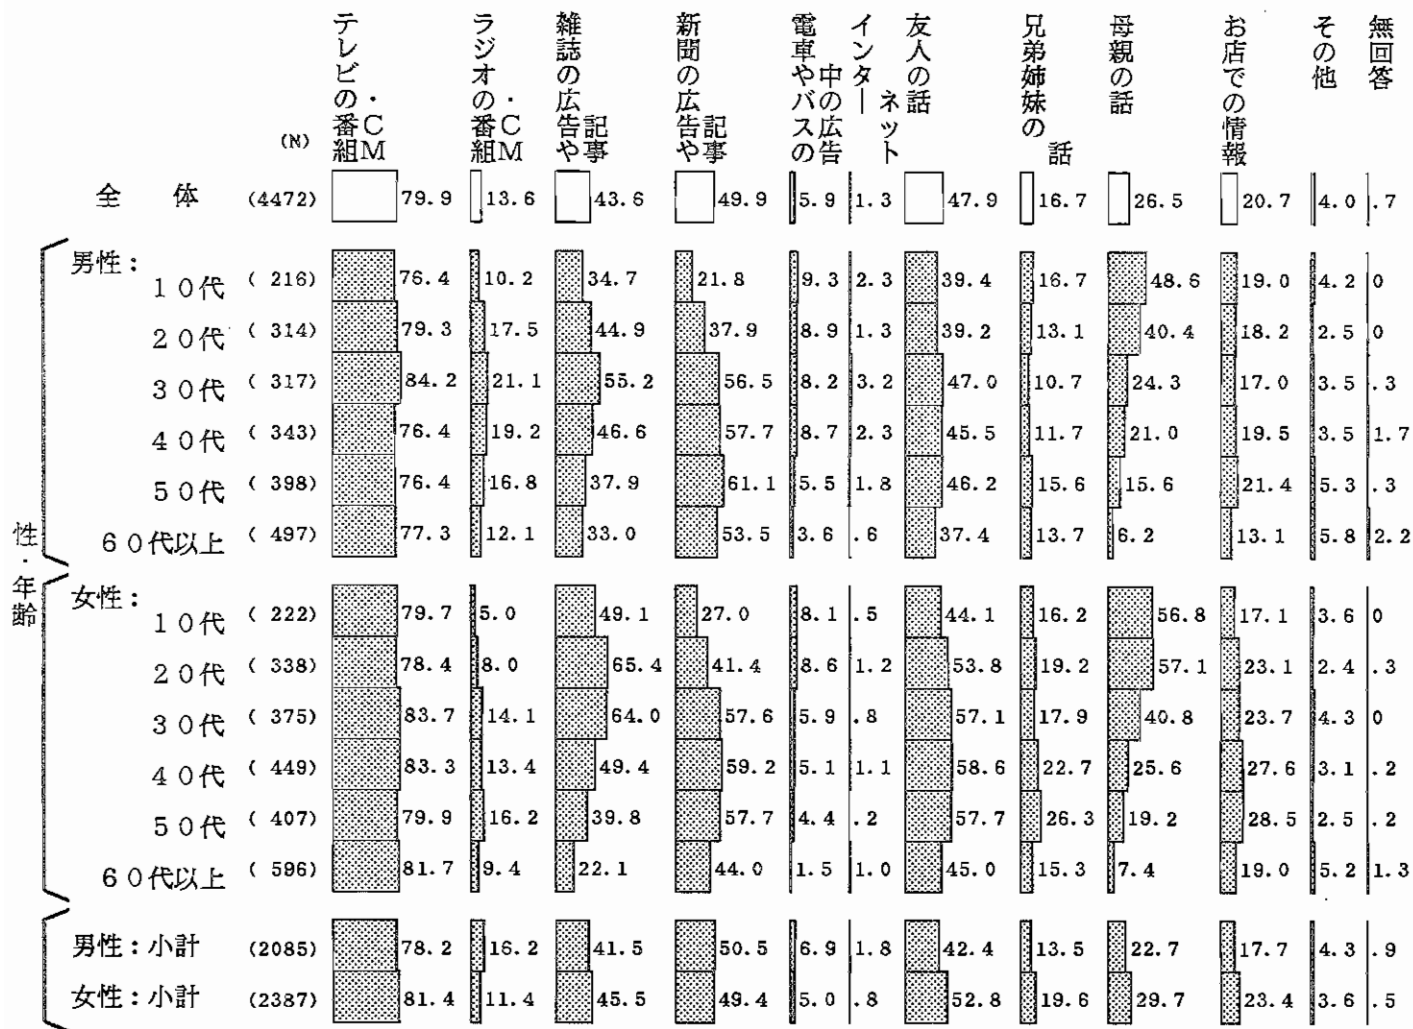 テレビの番組・CM ラジオの番組・CM 雑誌の広告や記事 新聞の広告や記事 電車やバスの中の広告 インターネット 友人の話 兄弟姉妹の話 母親の話 お店での情報 その他 無回答
(N)
全 体 (4472) 79.9 13.6 43.6 49.9 5.9 1.3 47.9 16.7 26.5 20.7 4.0 .7
性・年齢
男性:
10代 ( 216) 76.4 10.2 34.7 21.8 9.3 2.3 39.4 16.7 48.6 19.0 4.2 0
20代 ( 314) 79.3 17.5 44.9 37.9 8.9 1.3 39.2 13.1 40.4 18.2 2.5 0
30代 ( 317) 84.2 21.1 55.2 56.5 8.2 3.2 47.0 10.7 24.3 17.0 3.5 .3
40代 ( 343) 76.4 19.2 46.6 57.7 8.7 2.3 45.5 11.7 21.0 19.5 3.5 1.7
50代 ( 398) 76.4 16.8 37.9 61.1 5.5 1.8 46.2 15.6 15.6 21.4 5.3 .3
60代以上 ( 497) 77.3 12.1 33.0 53.5 3.6 .6 37.4 13.7 6.2 13.1 5.8 2.2
女性:
10代 ( 222) 79.7 5.0 49.1 27.0 8.1 .5 44.1 16.2 56.8 17.1 3.6 0
20代 ( 338) 78.4 8.0 65.4 41.4 8.6 1.2 53.8 19.2 57.1 23.1 2.4 .3
30代 ( 375) 83.7 14.1 64.0 57.6 5.9 .8 57.1 17.9 40.8 23.7 4.3 0
40代 ( 449) 83.3 13.4 49.4 59.2 5.1 1.1 58.6 22.7 25.6 27.6 3.1 .2
50代 ( 407) 79.9 16.2 39.8 57.7 4.4 .2 57.7 26.3 19.2 28.5 2.5 .2
60代以上 ( 596) 81.7 9.4 22.1 44.0 1.5 1.0 45.0 15.3 7.4 19.0 5.2 1.3
男性:小計 (2085) 78.2 16.2 41.5 50.5 6.9 1.8 42.4 13.5 22.7 17.7 4.3 .9
女性:小計 (2387) 81.4 11.4 45.5 49.4 5.0 .8 52.8 19.6 29.7 23.4 3.6 .5